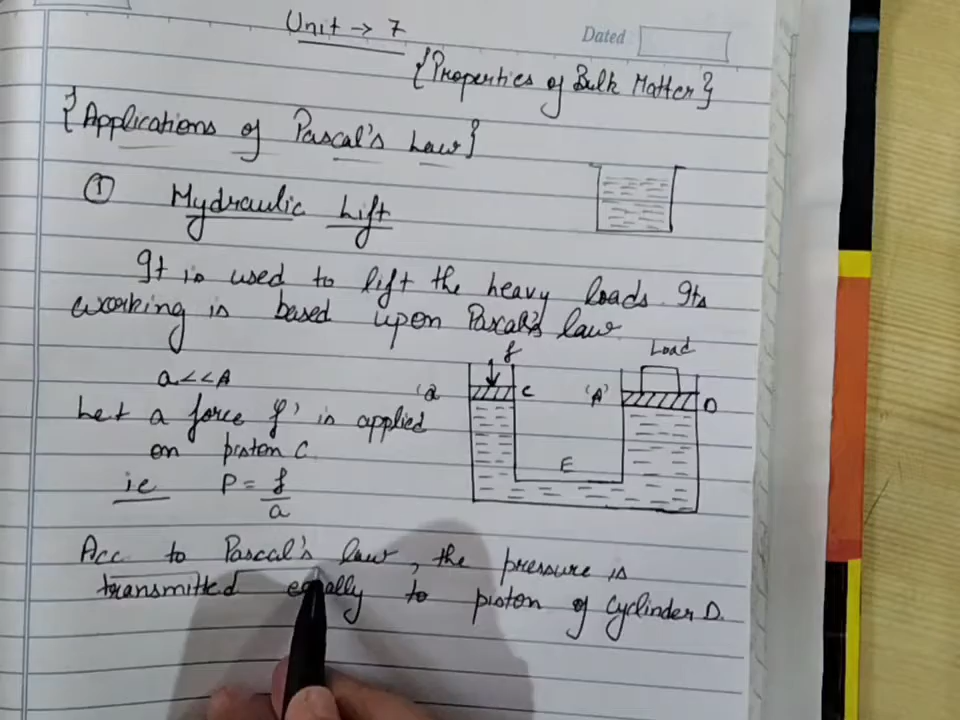 Unit → 7
Dated
{Properties of Bulk Matter}
{Applications of Pascal's Law}
① Hydraulic Lift
It is used to lift the heavy loads. Its
working is based upon Pascal's law.
f
Load
a<<A
'a
C
'A'
D
Let a force f' is applied
on piston C
E
ie P = f/a
Acc to Pascal's law, the pressure is
transmitted equally to piston of cyclinder D.